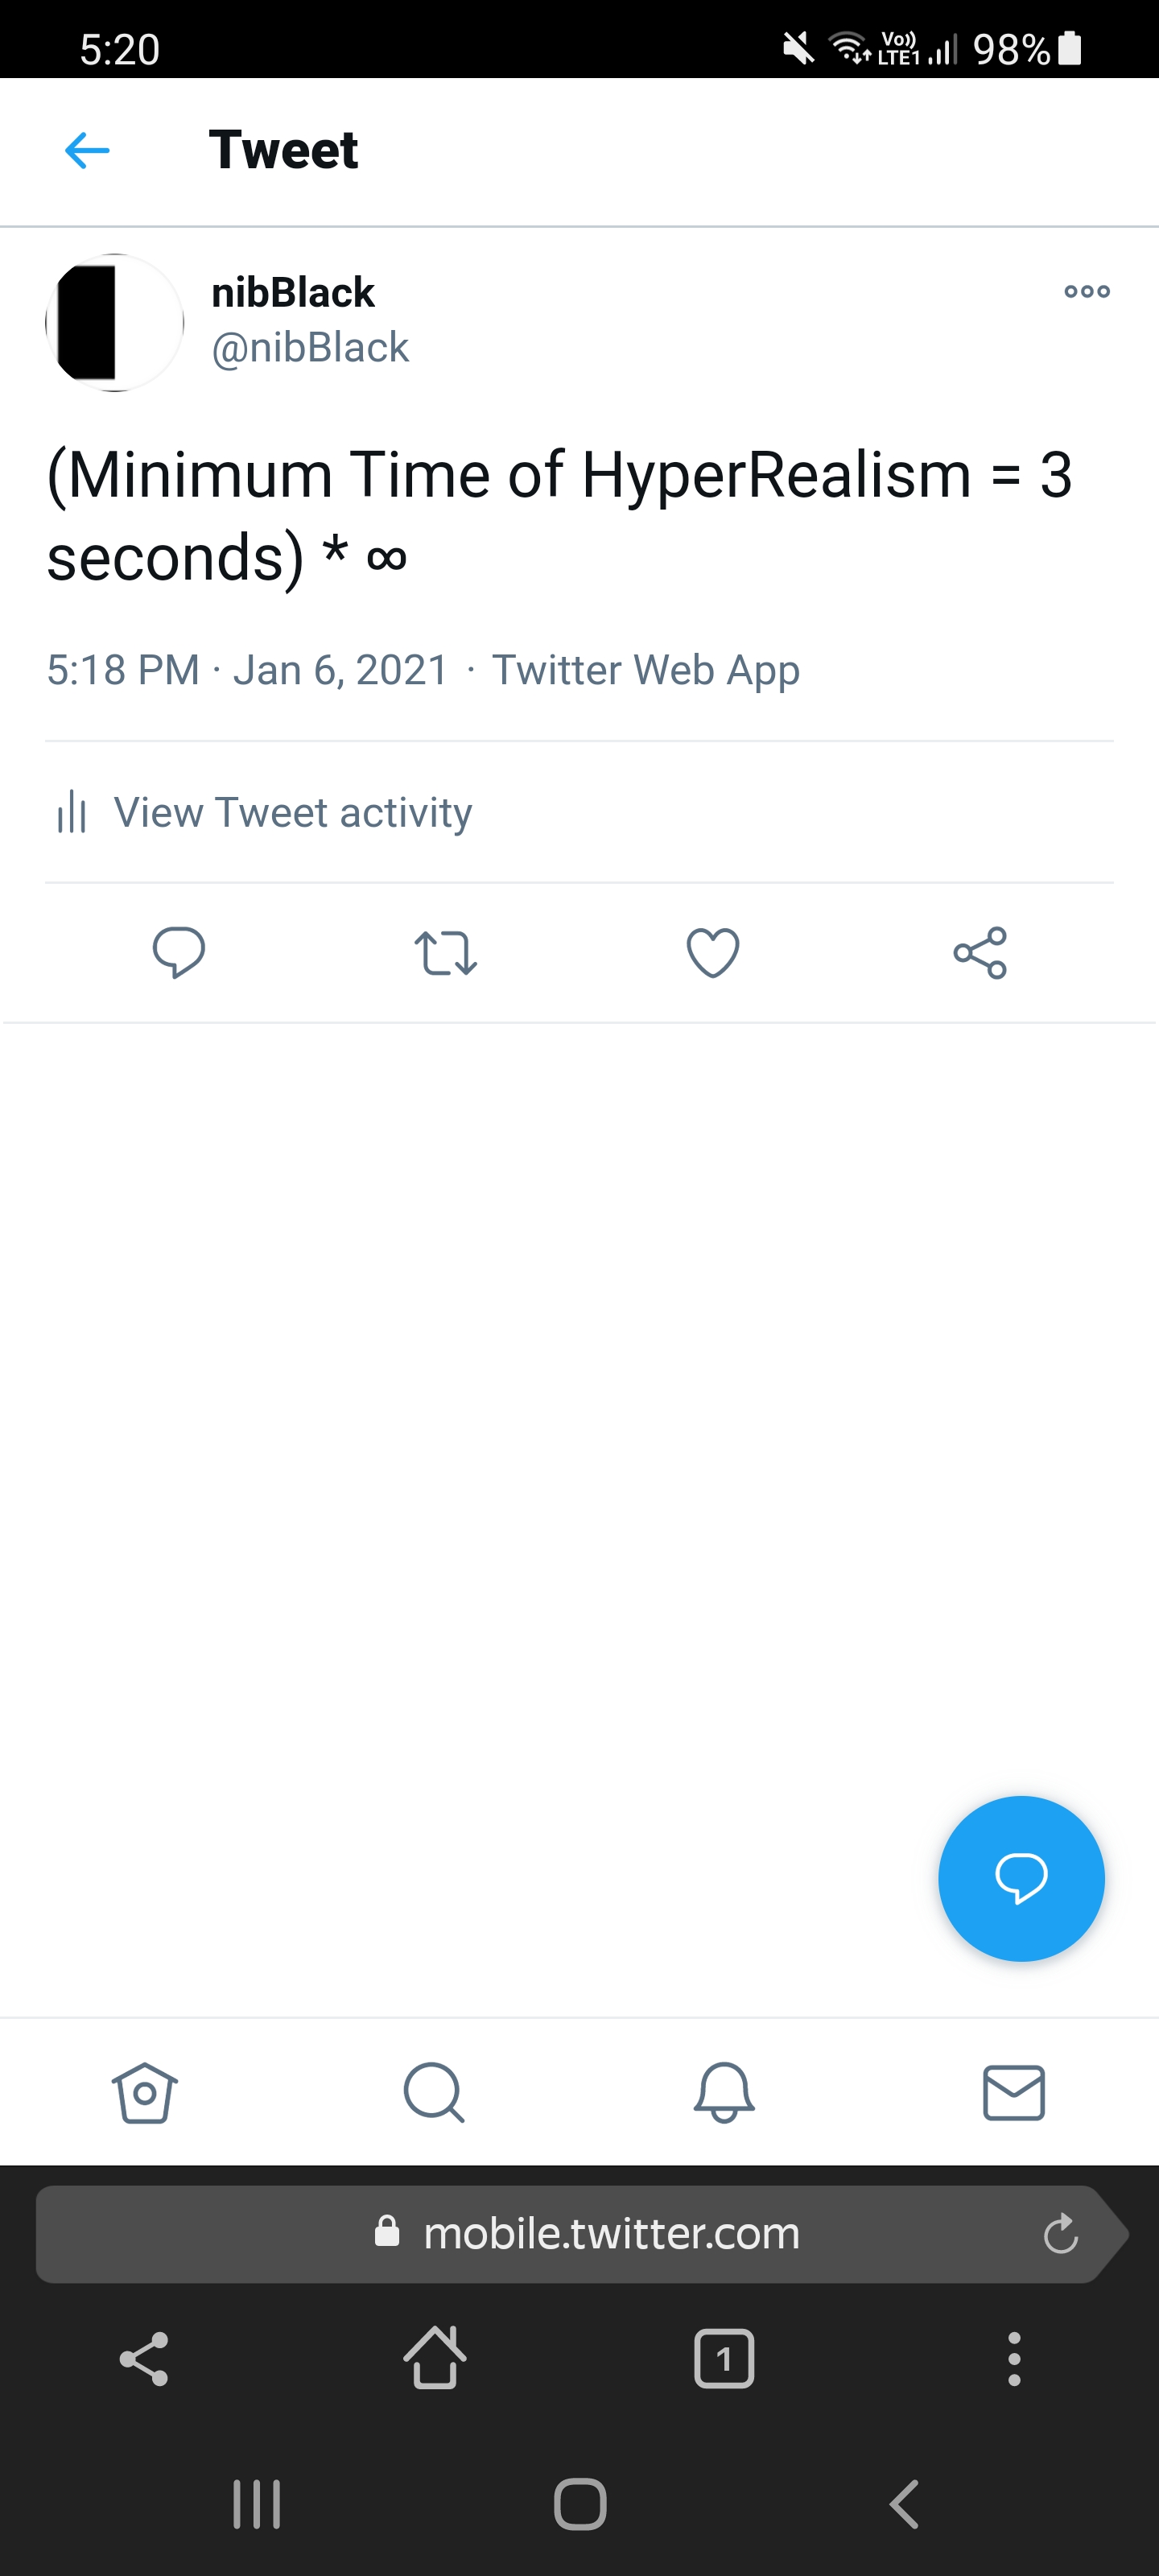 5:20
Vo)) LTE1 98%
Tweet
nibBlack
@nibBlack
(Minimum Time of HyperRealism = 3
seconds) * ∞
5:18 PM · Jan 6, 2021 · Twitter Web App
View Tweet activity
mobile.twitter.com
1